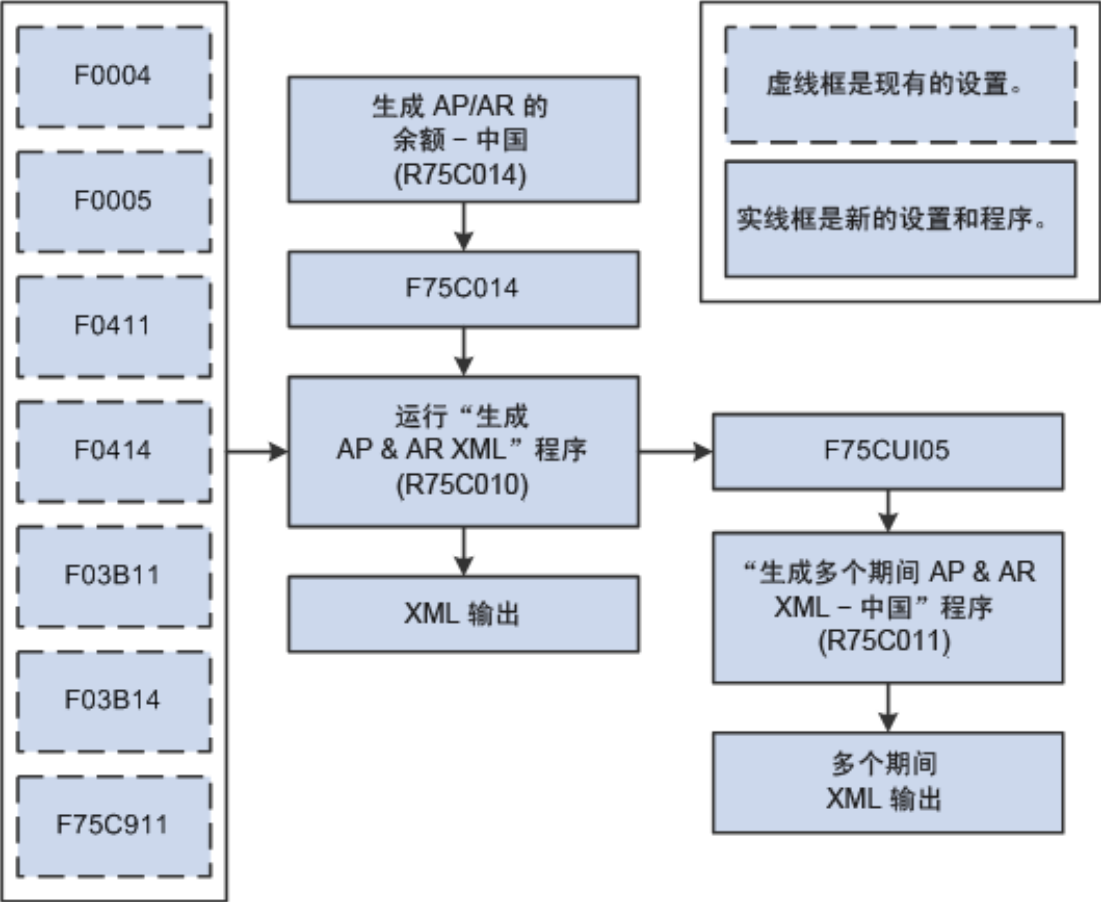 F0004
F0005
F0411
F0414
F03B11
F03B14
F75C911
生成 AP/AR 的
余额 – 中国
(R75C014)
F75C014
运行“生成
AP & AR XML”程序
(R75C010)
XML 输出
虚线框是现有的设置。
实线框是新的设置和程序。
F75CUI05
“生成多个期间 AP & AR
XML – 中国”程序
(R75C011)
多个期间
XML 输出